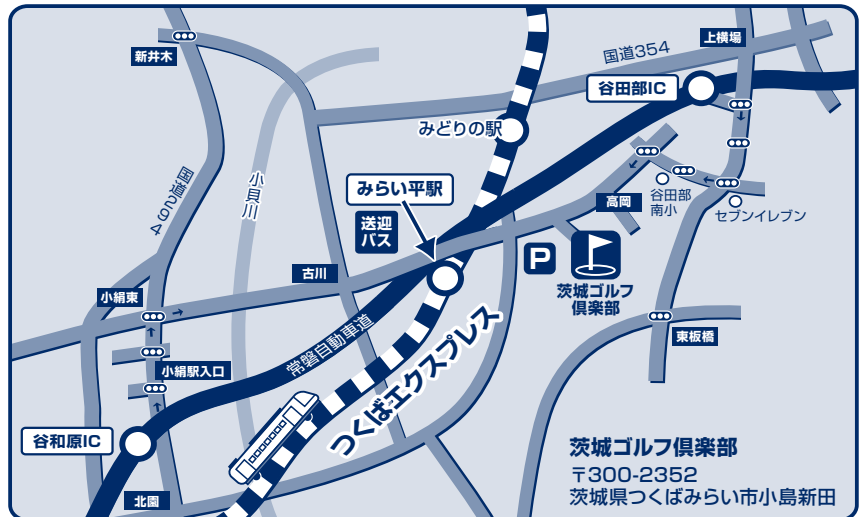 新井木
国道354
上横場
谷田部IC
みどりの駅
国道294
小貝川
みらい平駅
送迎
バス
高岡
谷田部
南小
セブンイレブン
P
茨城ゴルフ
倶楽部
古川
小絹東
小絹駅入口
常磐自動車道
つくばエクスプレス
東板橋
谷和原IC
北園
茨城ゴルフ倶楽部
〒300-2352
茨城県つくばみらい市小島新田